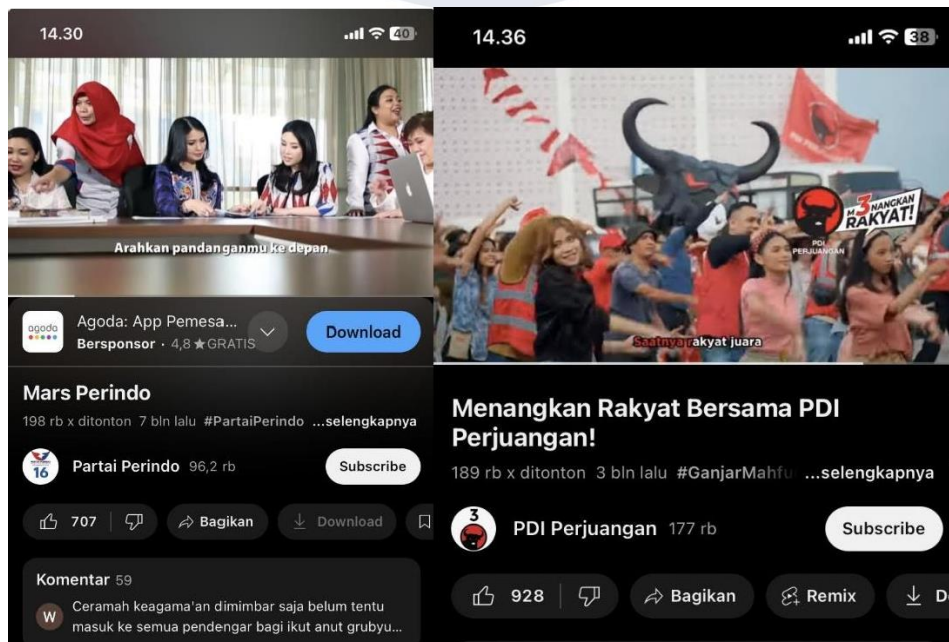 14.30
40
Arahkan pandanganmu ke depan
Agoda: App Pemesa...
Bersponsor · 4,8★GRATIS
Download
agoda
Mars Perindo
198 rb x ditonton 7 bln lalu #PartaiPerindo ...selengkapnya
16
Partai Perindo 96,2 rb
Subscribe
707
Bagikan
Download
Komentar 59
W
Ceramah keagama'an dimimbar saja belum tentu
masuk ke semua pendengar bagi ikut anut grubyu...
14.36
38
M3NANGKAN
RAKYAT!
PDI
PERJUANGAN
Saatnya rakyat juara
Menangkan Rakyat Bersama PDI
Perjuangan!
189 rb x ditonton 3 bln lalu #GanjarMahfu ...selengkapnya
3
PDI Perjuangan 177 rb
Subscribe
928
Bagikan
Remix
D